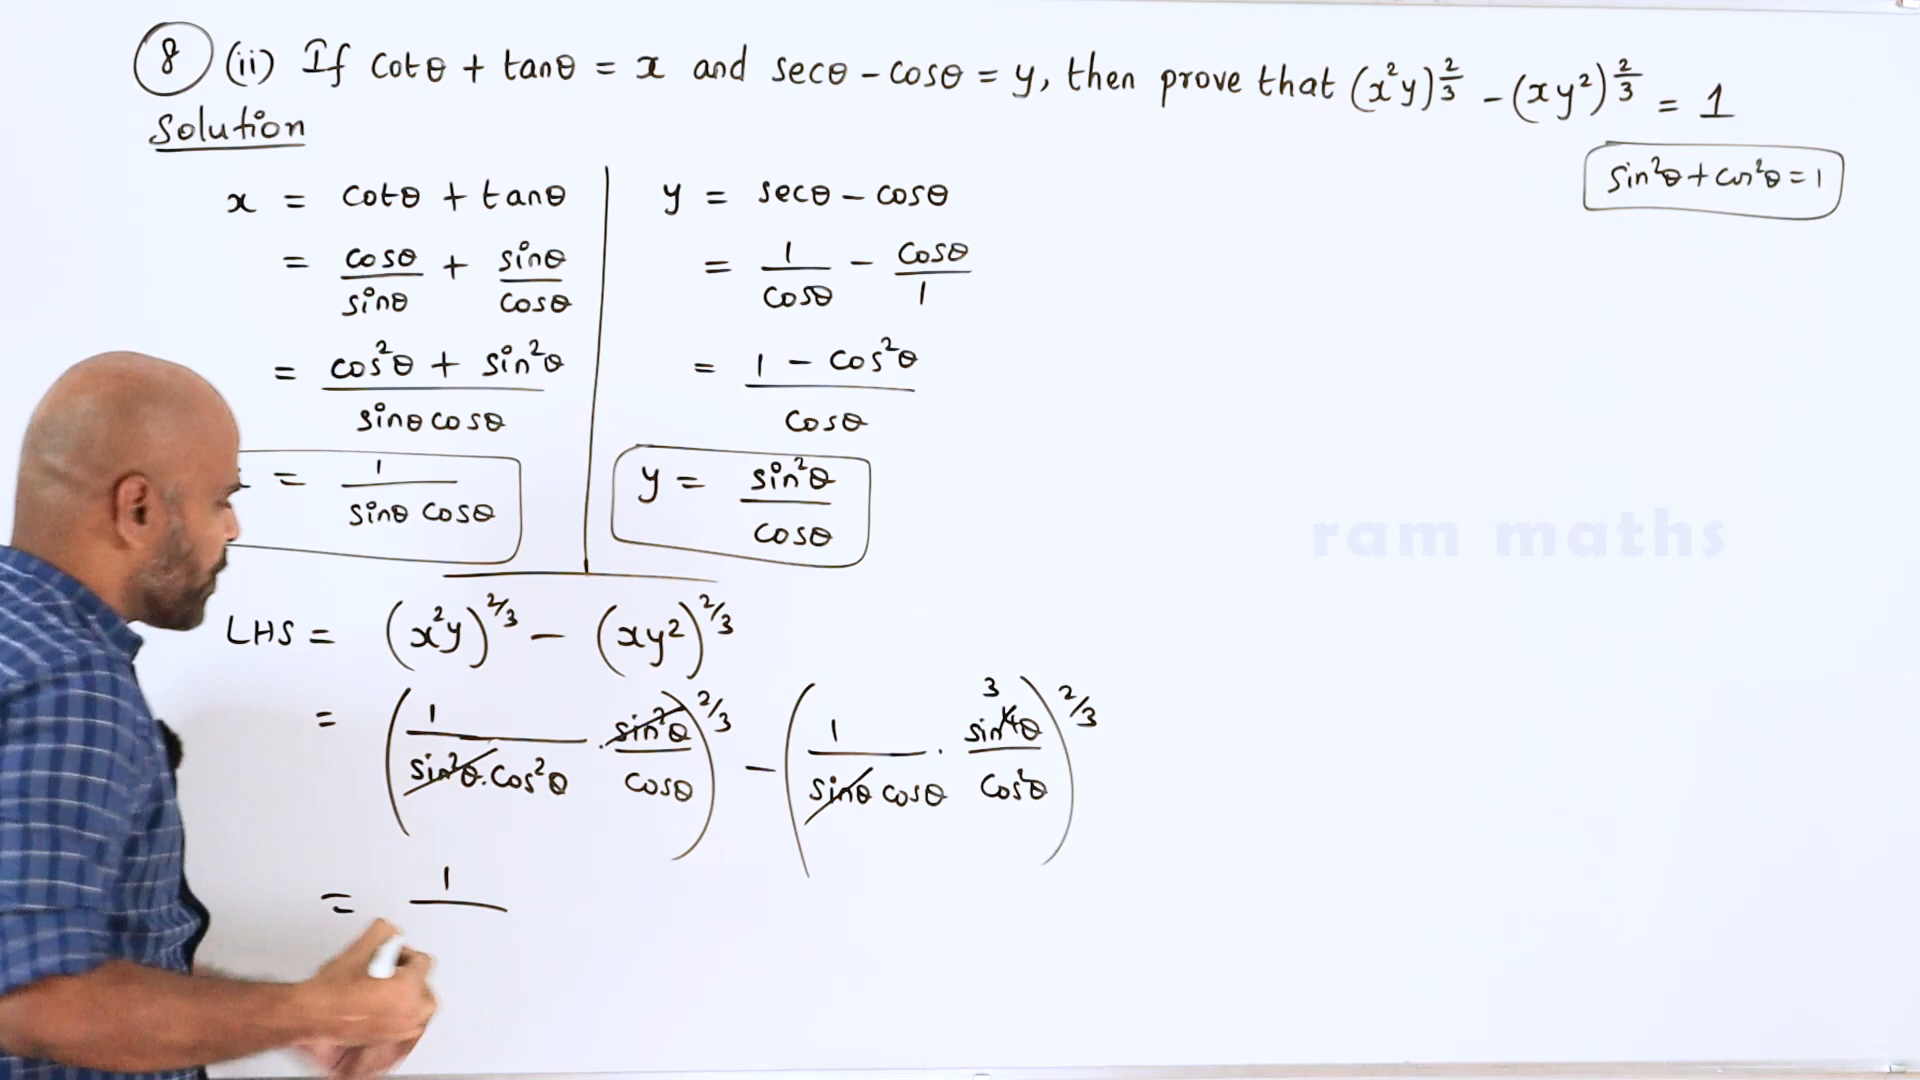 8 (ii) If cotθ + tanθ = x and secθ - cosθ = y, then prove that (x²y)^2/3 - (xy²)^2/3 = 1
Solution
sin²θ + cos²θ = 1
x = cotθ + tanθ
= cosθ/sinθ + sinθ/cosθ
= cos²θ + sin²θ / sinθ cosθ
= 1 / sinθ cosθ
y = secθ - cosθ
= 1/cosθ - cosθ/1
= 1 - cos²θ / cosθ
y = sin²θ / cosθ
ram maths
LHS = (x²y)^2/3 - (xy²)^2/3
= (1 / sin²θ.cos²θ . sin²θ / cosθ)^2/3 - (1 / sinθ cosθ . sin⁴θ 3 / cos²θ)^2/3
= 1